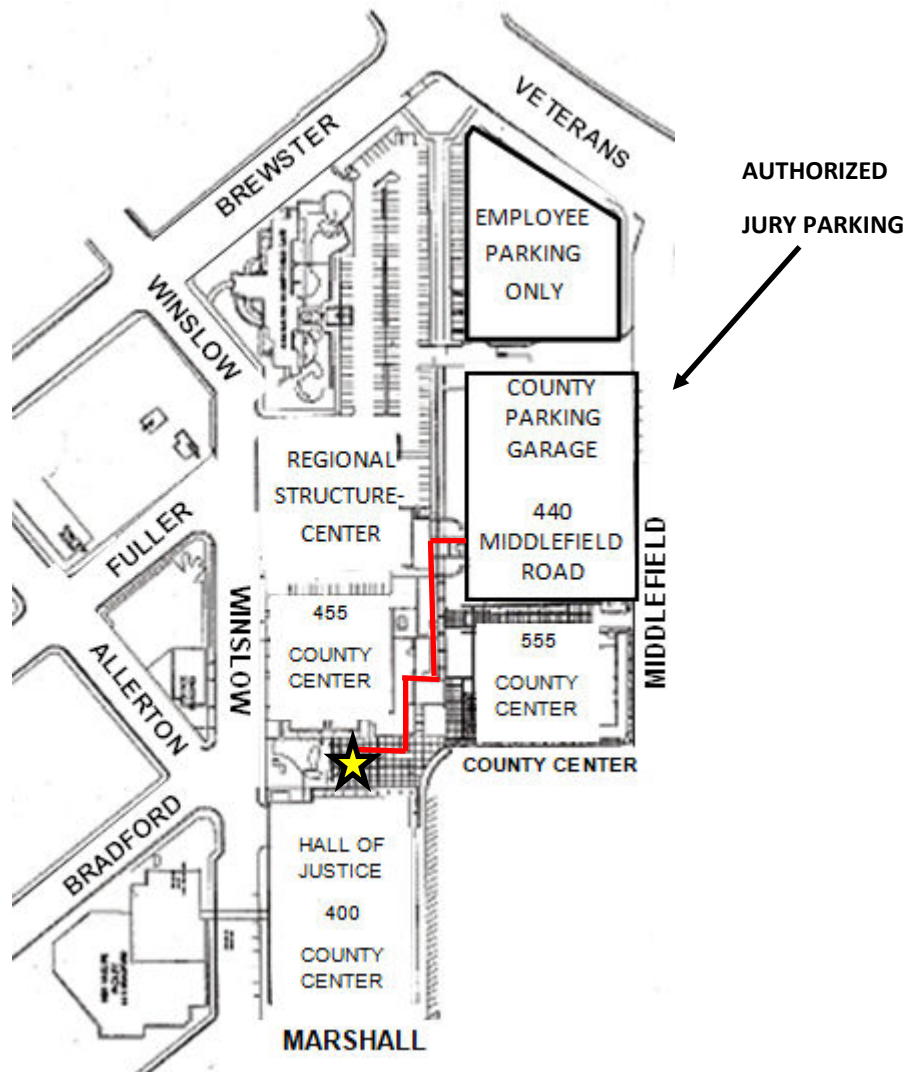 VETERANS
BREWSTER
AUTHORIZED
JURY PARKING
EMPLOYEE
PARKING
ONLY
WINSLOW
COUNTY
PARKING
GARAGE
440
MIDDLEFIELD
ROAD
REGIONAL
STRUCTURE-
CENTER
FULLER
MIDDLEFIELD
WINSLOW
455
COUNTY
CENTER
555
COUNTY
CENTER
ALLERTON
COUNTY CENTER
BRADFORD
HALL OF
JUSTICE
400
COUNTY
CENTER
MARSHALL